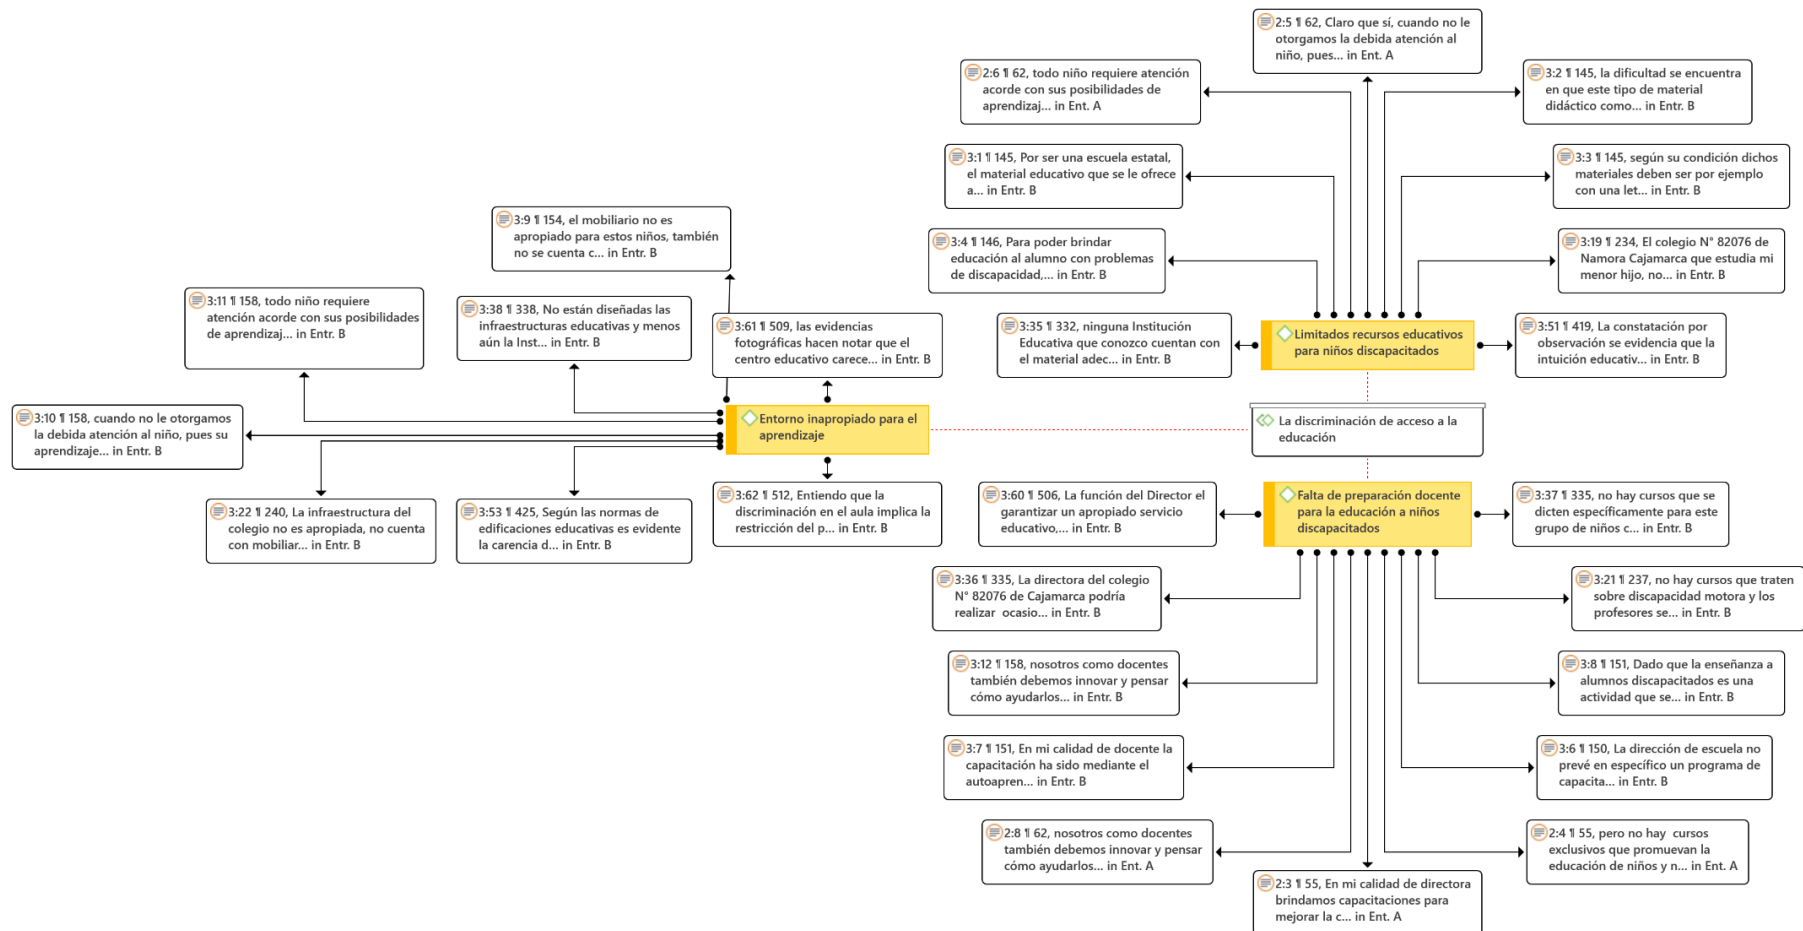 2:5 ¶ 62, Claro que sí, cuando no le
otorgamos la debida atención al
niño, pues... in Ent. A
2:6 ¶ 62, todo niño requiere atención
acorde con sus posibilidades de
aprendizaj... in Ent. A
3:2 ¶ 145, la dificultad se encuentra
en que este tipo de material
didáctico como... in Entr. B
3:1 ¶ 145, Por ser una escuela estatal,
el material educativo que se le ofrece
a... in Entr. B
3:3 ¶ 145, según su condición dichos
materiales deben ser por ejemplo
con una let... in Entr. B
3:9 ¶ 154, el mobiliario no es
apropiado para estos niños, también
no se cuenta c... in Entr. B
3:4 ¶ 146, Para poder brindar
educación al alumno con problemas
de discapacidad,... in Entr. B
3:19 ¶ 234, El colegio N° 82076 de
Namora Cajamarca que estudia mi
menor hijo, no... in Entr. B
3:11 ¶ 158, todo niño requiere
atención acorde con sus posibilidades
de aprendizaj... in Entr. B
3:38 ¶ 338, No están diseñadas las
infraestructuras educativas y menos
aún la Inst... in Entr. B
3:61 ¶ 509, las evidencias
fotográficas hacen notar que el
centro educativo carece... in Entr. B
3:35 ¶ 332, ninguna Institución
Educativa que conozco cuentan con
el material adec... in Entr. B
Limitados recursos educativos
para niños discapacitados
3:51 ¶ 419, La constatación por
observación se evidencia que la
intuición educativ... in Entr. B
3:10 ¶ 158, cuando no le otorgamos
la debida atención al niño, pues su
aprendizaje... in Entr. B
Entorno inapropiado para el
aprendizaje
La discriminación de acceso a la
educación
3:22 ¶ 240, La infraestructura del
colegio no es apropiada, no cuenta
con mobiliar... in Entr. B
3:53 ¶ 425, Según las normas de
edificaciones educativas es evidente
la carencia d... in Entr. B
3:62 ¶ 512, Entiendo que la
discriminación en el aula implica la
restricción del p... in Entr. B
3:60 ¶ 506, La función del Director el
garantizar un apropiado servicio
educativo,... in Entr. B
Falta de preparación docente
para la educación a niños
discapacitados
3:37 ¶ 335, no hay cursos que se
dicten específicamente para este
grupo de niños c... in Entr. B
3:36 ¶ 335, La directora del colegio
N° 82076 de Cajamarca podría
realizar ocasio... in Entr. B
3:21 ¶ 237, no hay cursos que traten
sobre discapacidad motora y los
profesores se... in Entr. B
3:12 ¶ 158, nosotros como docentes
también debemos innovar y pensar
cómo ayudarlos... in Entr. B
3:8 ¶ 151, Dado que la enseñanza a
alumnos discapacitados es una
actividad que se... in Entr. B
3:7 ¶ 151, En mi calidad de docente la
capacitación ha sido mediante el
autoapren... in Entr. B
3:6 ¶ 150, La dirección de escuela no
prevé en específico un programa de
capacita... in Entr. B
2:8 ¶ 62, nosotros como docentes
también debemos innovar y pensar
cómo ayudarlos... in Ent. A
2:4 ¶ 55, pero no hay cursos
exclusivos que promuevan la
educación de niños y n... in Ent. A
2:3 ¶ 55, En mi calidad de directora
brindamos capacitaciones para
mejorar la c... in Ent. A